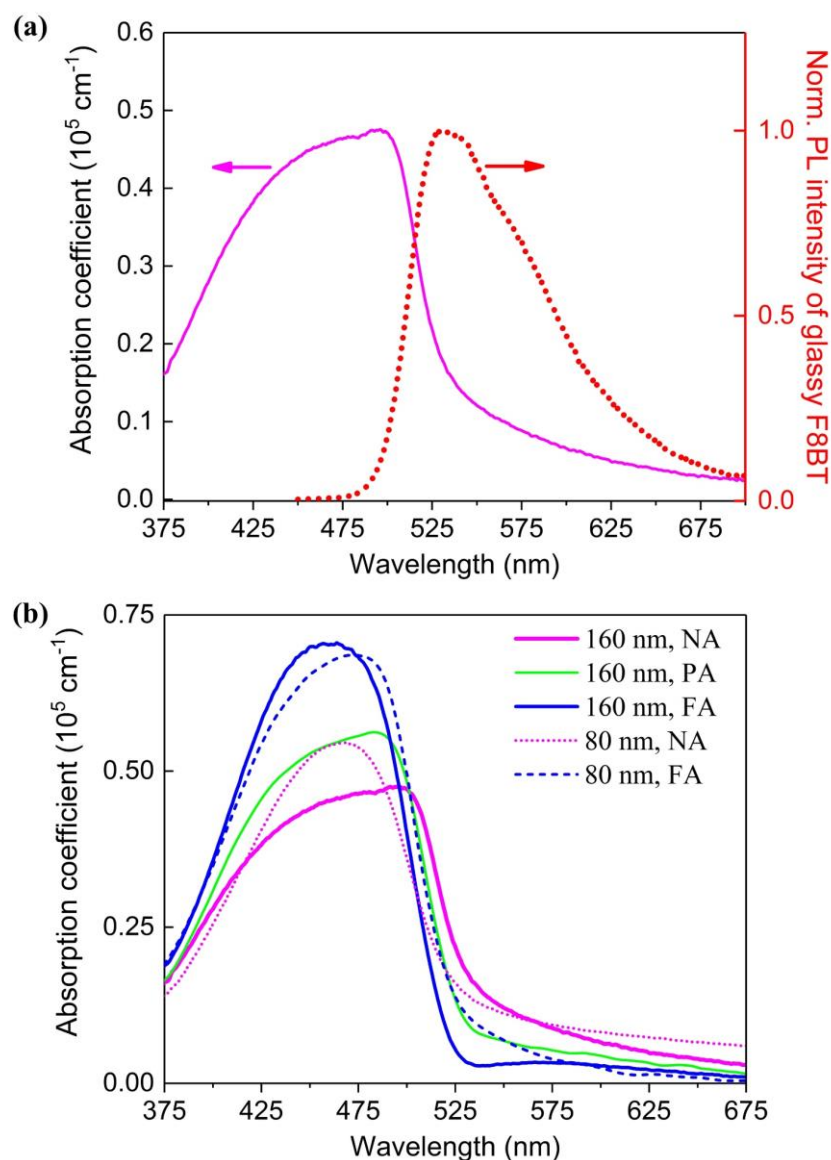 (a)
0.6
0.5
0.4
0.3
0.2
0.1
0.0
Absorption coefficient (10⁵ cm⁻¹)
1.0
0.5
0.0
Norm. PL intensity of glassy F8BT
375 425 475 525 575 625 675
Wavelength (nm)
(b)
0.75
0.50
0.25
0.00
Absorption coefficient (10⁵ cm⁻¹)
160 nm, NA
160 nm, PA
160 nm, FA
80 nm, NA
80 nm, FA
375 425 475 525 575 625 675
Wavelength (nm)